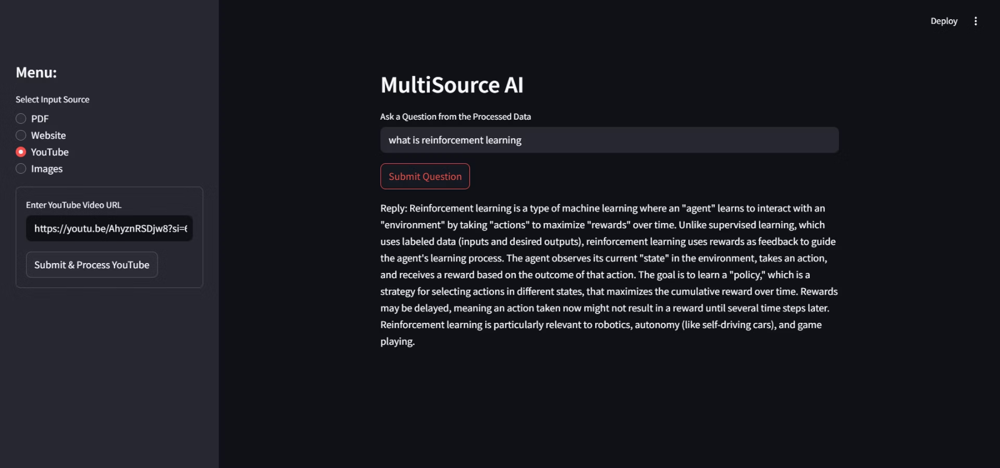 Deploy
Menu:
Select Input Source
PDF
Website
YouTube
Images
Enter YouTube Video URL
https://youtu.be/AhyznRSDjw8?si=6
Submit & Process YouTube
MultiSource AI
Ask a Question from the Processed Data
what is reinforcement learning
Submit Question
Reply: Reinforcement learning is a type of machine learning where an "agent" learns to interact with an
"environment" by taking "actions" to maximize "rewards" over time. Unlike supervised learning, which
uses labeled data (inputs and desired outputs), reinforcement learning uses rewards as feedback to guide
the agent's learning process. The agent observes its current "state" in the environment, takes an action,
and receives a reward based on the outcome of that action. The goal is to learn a "policy," which is a
strategy for selecting actions in different states, that maximizes the cumulative reward over time. Rewards
may be delayed, meaning an action taken now might not result in a reward until several time steps later.
Reinforcement learning is particularly relevant to robotics, autonomy (like self-driving cars), and game
playing.